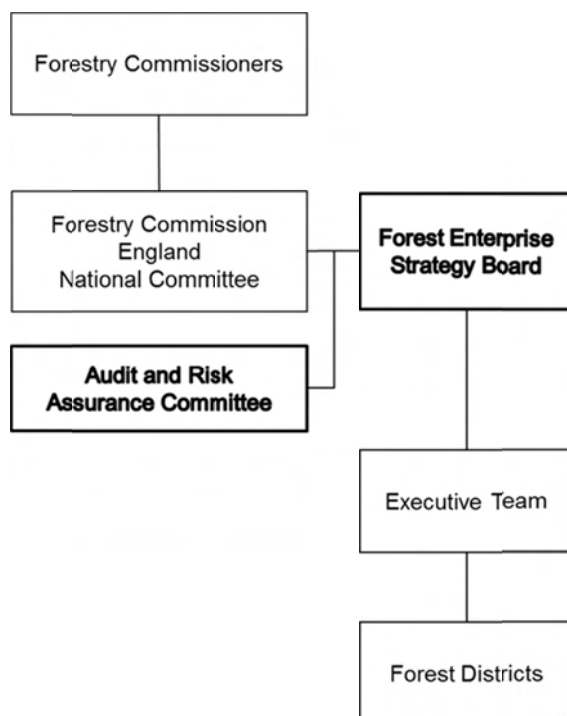 Forestry Commissioners
Forestry Commission
England
National Committee
Forest Enterprise
Strategy Board
Audit and Risk
Assurance Committee
Executive Team
Forest Districts